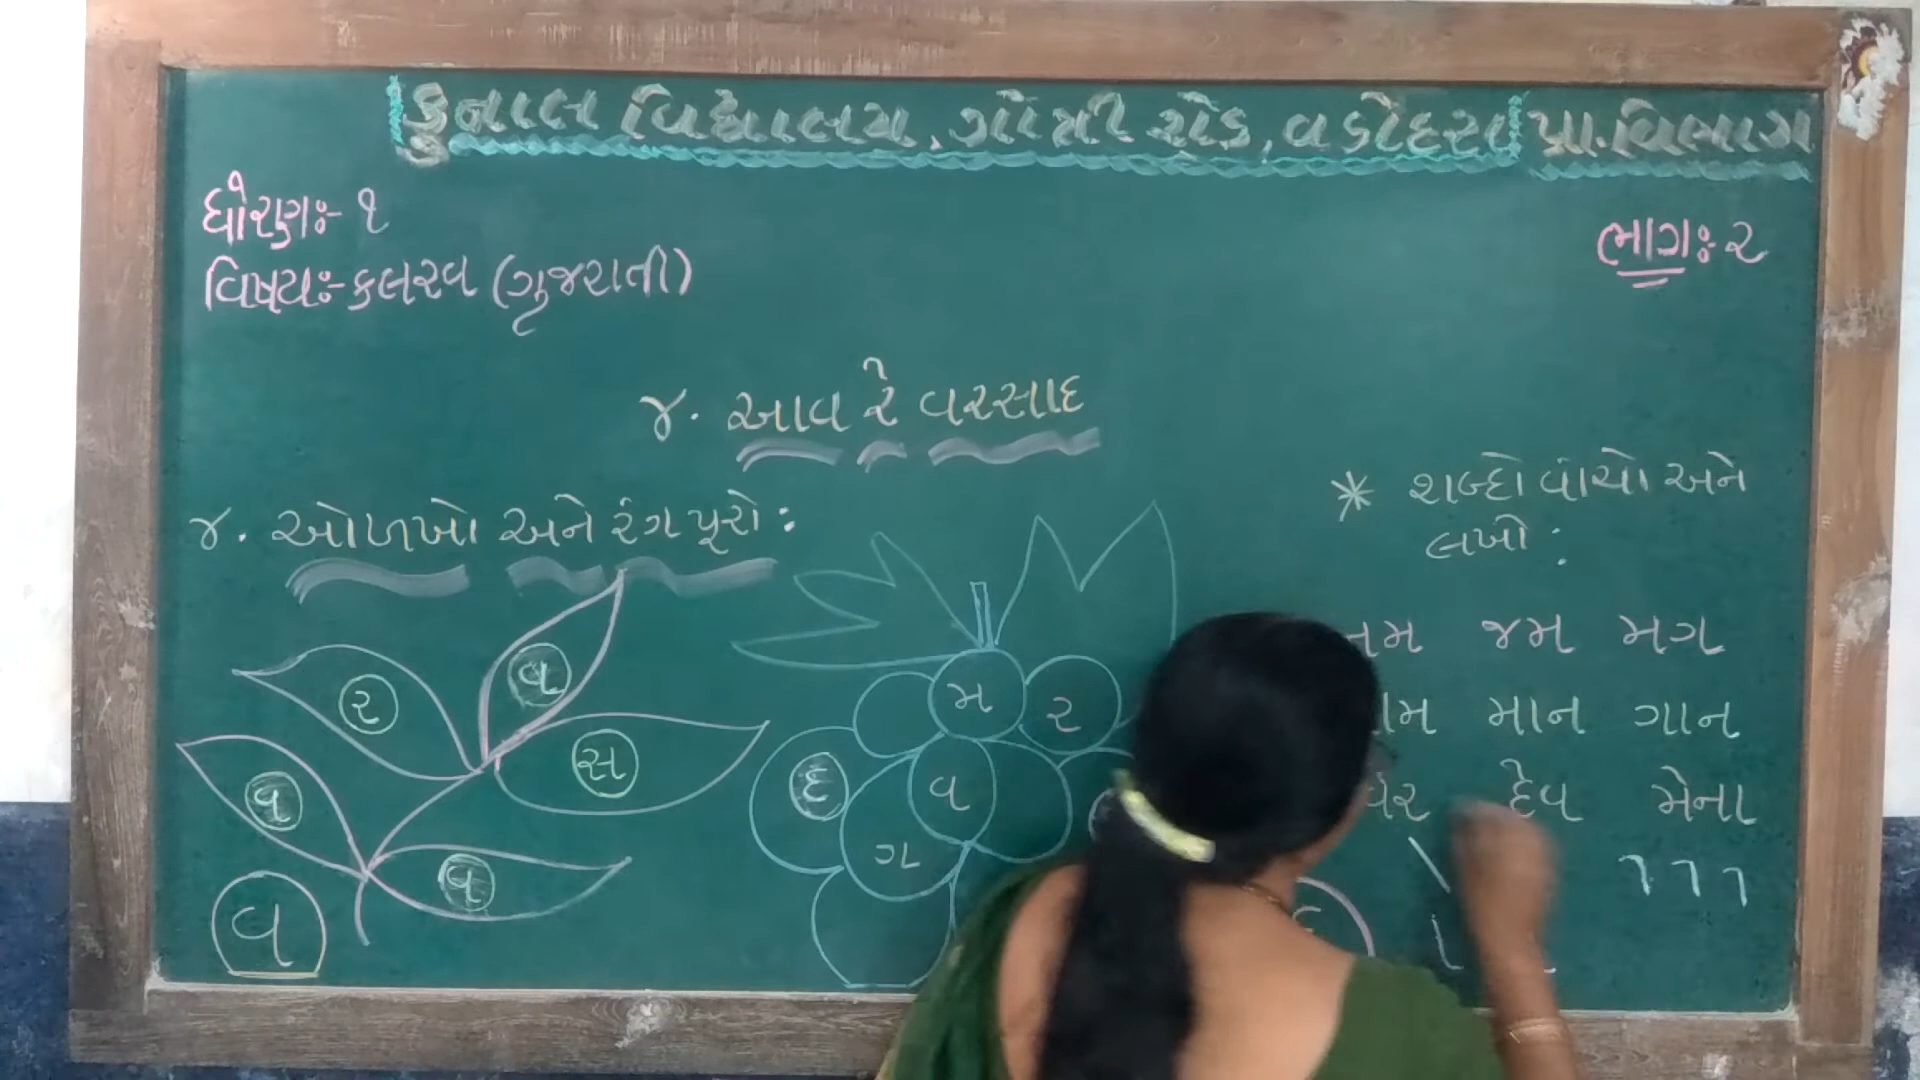 કુનાલ વિદ્યાલય, ગોત્રી રોડ, વડોદરા પ્રા.વિભાગ
ધોરણઃ- ૧
ભાગઃ- ૨
વિષયઃ- કલરવ (ગુજરાતી)
૪. આવ રે વરસાદ
૪. ઓળખો અને રંગ પૂરો :
* શબ્દો વાંચો અને
લખો :
ર વ
વ સ
વ
વ
મ ર
દ વ
ગ
નમ જમ મગ
માન ગાન
દેવ મેના